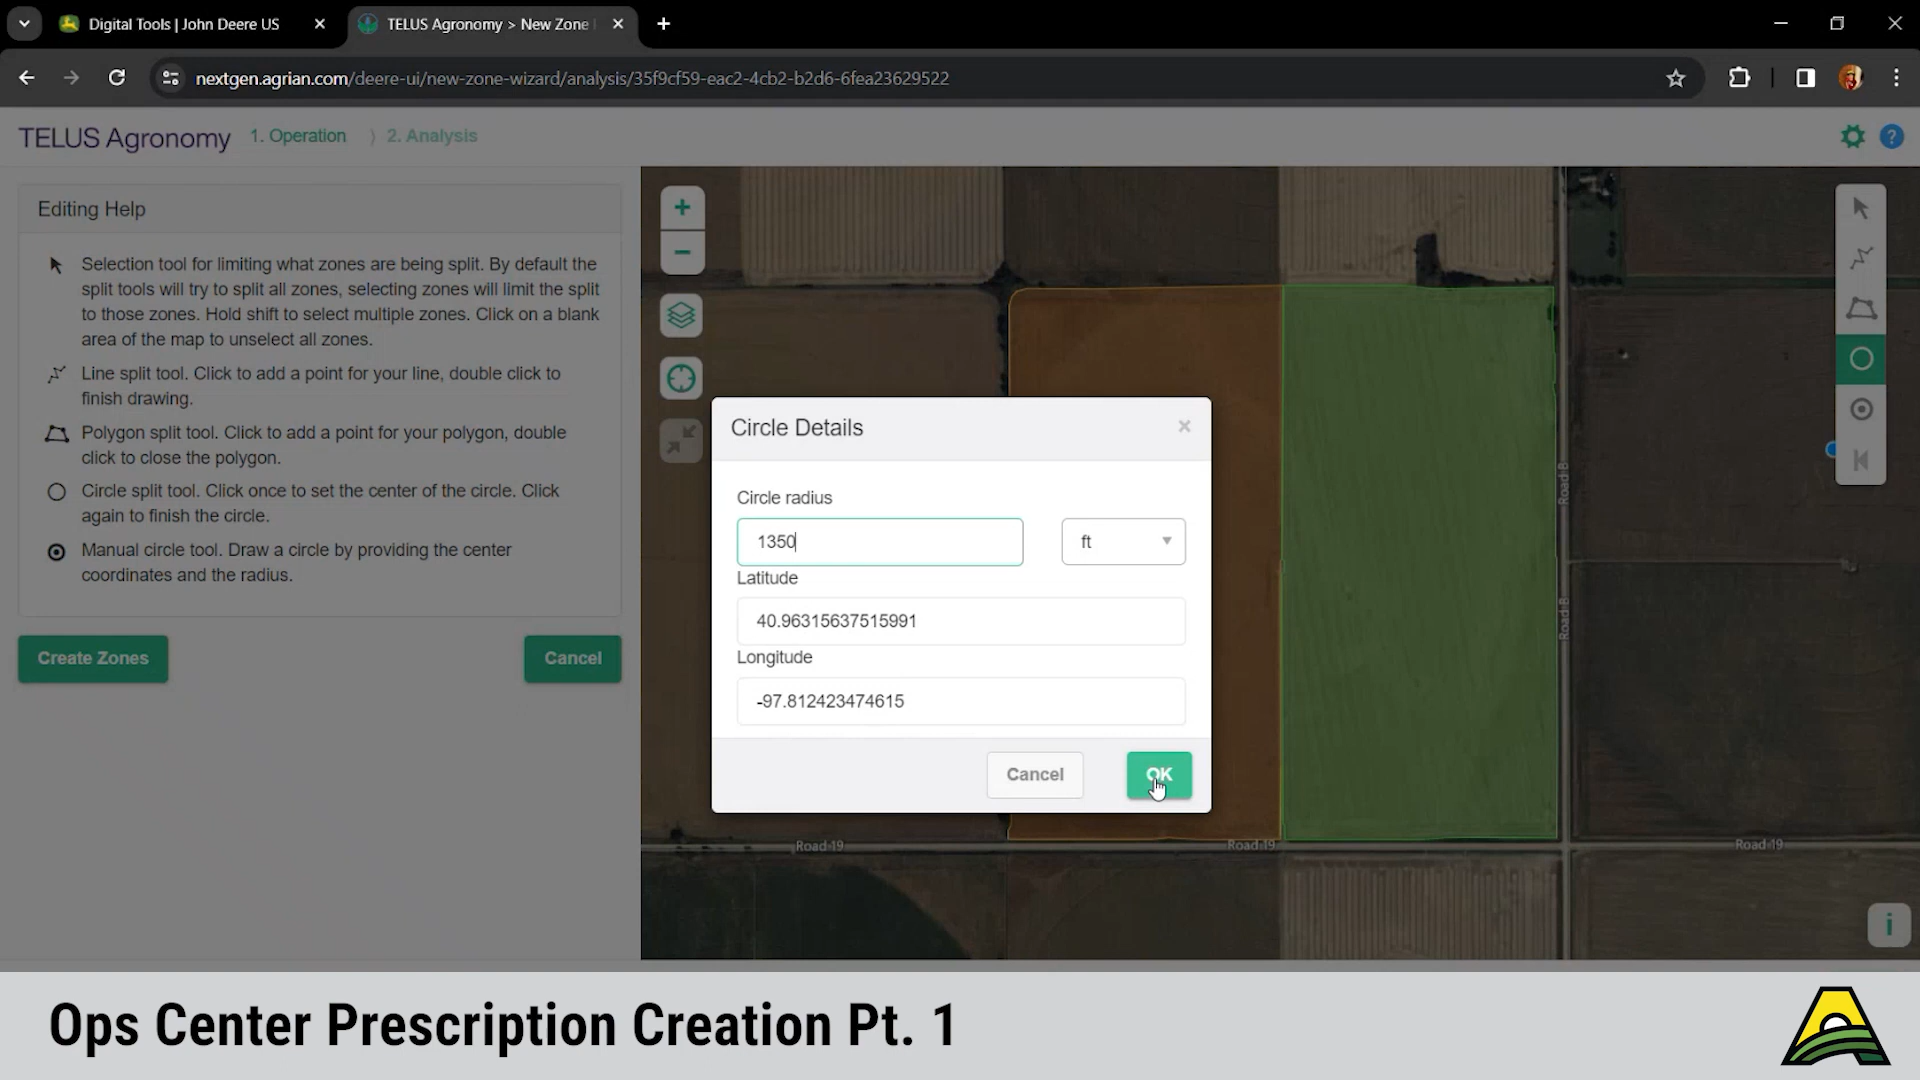 Digital Tools | John Deere US
TELUS Agronomy > New Zone
nextgen.agrian.com/deere-ui/new-zone-wizard/analysis/35f9cf59-eac2-4cb2-b2d6-6fea23629522
TELUS Agronomy 1. Operation 2. Analysis
?
Editing Help
Selection tool for limiting what zones are being split. By default the
split tools will try to split all zones, selecting zones will limit the split
to those zones. Hold shift to select multiple zones. Click on a blank
area of the map to unselect all zones.
Line split tool. Click to add a point for your line, double click to
finish drawing.
Polygon split tool. Click to add a point for your polygon, double
click to close the polygon.
Circle split tool. Click once to set the center of the circle. Click
again to finish the circle.
Manual circle tool. Draw a circle by providing the center
coordinates and the radius.
Create Zones
Cancel
+
−
Circle Details
×
Circle radius
1350
ft
Latitude
40.96315637515991
Longitude
-97.812423474615
Cancel
OK
Road B
Road B
Road 19
Road 19
Road 19
i
Ops Center Prescription Creation Pt. 1